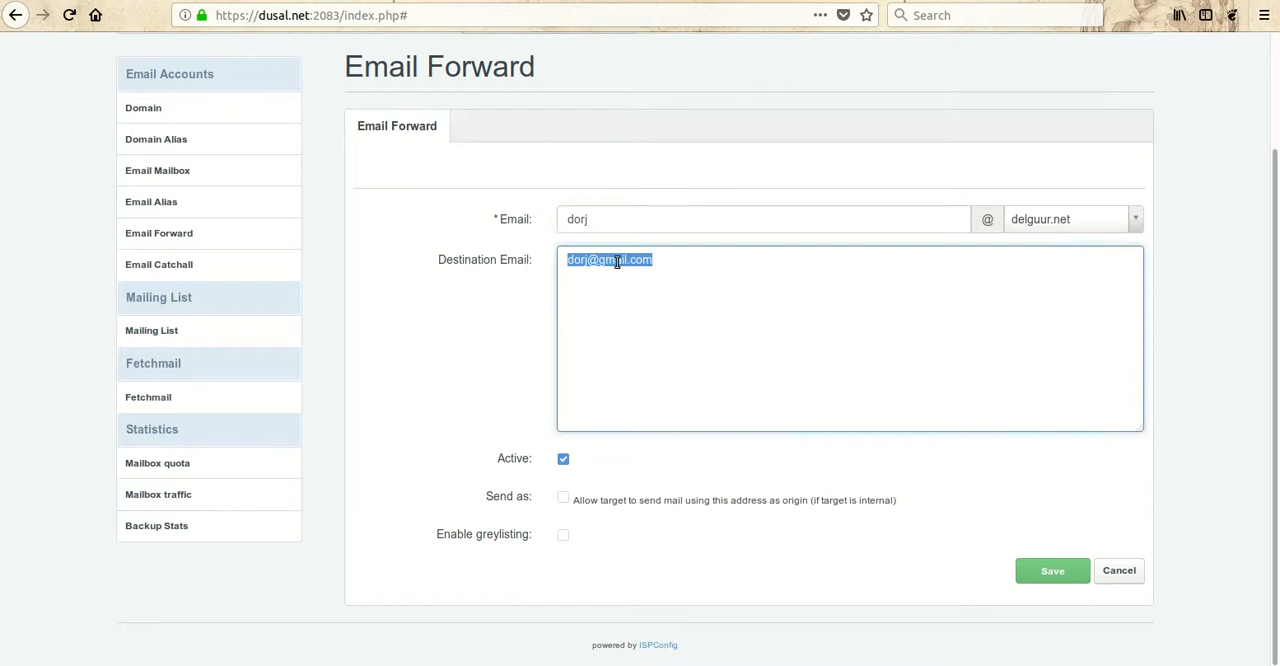 https://dusal.net:2083/index.php#
Search
Email Accounts
Domain
Domain Alias
Email Mailbox
Email Alias
Email Forward
Email Catchall
Mailing List
Mailing List
Fetchmail
Fetchmail
Statistics
Mailbox quota
Mailbox traffic
Backup Stats
Email Forward
Email Forward
* Email: dorj @ delguur.net
Destination Email: dorj@gmail.com
Active:
Send as: Allow target to send mail using this address as origin (if target is internal)
Enable greylisting:
Save Cancel
powered by ISPConfig